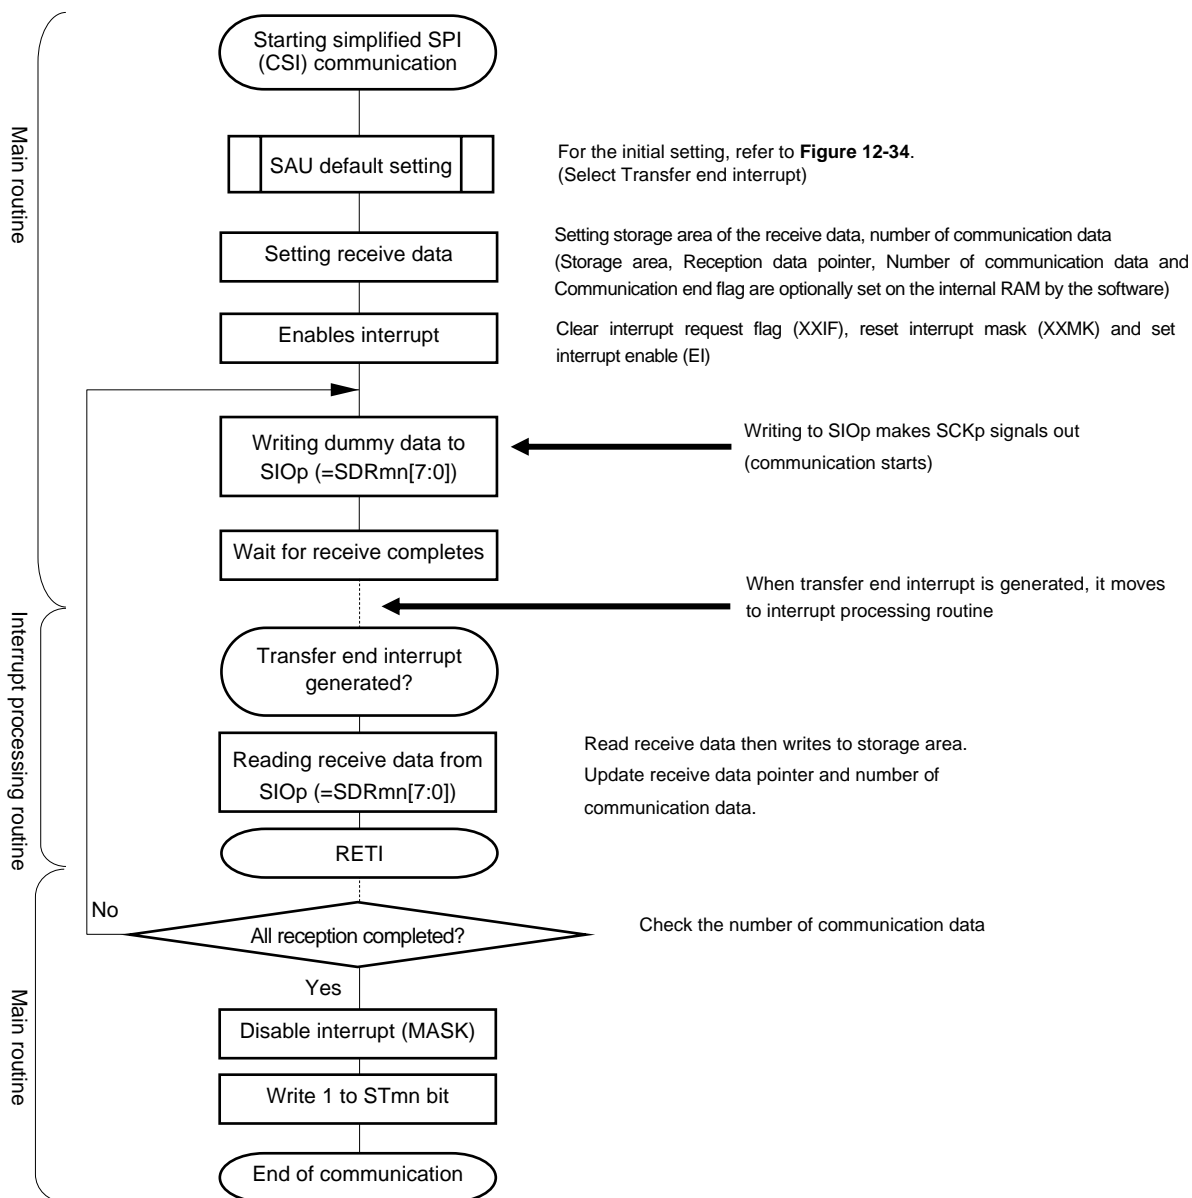 Starting simplified SPI
(CSI) communication
Main routine
SAU default setting
For the initial setting, refer to Figure 12-34.
(Select Transfer end interrupt)
Setting receive data
Setting storage area of the receive data, number of communication data
(Storage area, Reception data pointer, Number of communication data and
Communication end flag are optionally set on the internal RAM by the software)
Enables interrupt
Clear interrupt request flag (XXIF), reset interrupt mask (XXMK) and set
interrupt enable (EI)
Writing dummy data to
SIOp (=SDRmn[7:0])
Writing to SIOp makes SCKp signals out
(communication starts)
Wait for receive completes
When transfer end interrupt is generated, it moves
to interrupt processing routine
Interrupt processing routine
Transfer end interrupt
generated?
Reading receive data from
SIOp (=SDRmn[7:0])
Read receive data then writes to storage area.
Update receive data pointer and number of
communication data.
RETI
No
All reception completed?
Check the number of communication data
Yes
Main routine
Disable interrupt (MASK)
Write 1 to STmn bit
End of communication